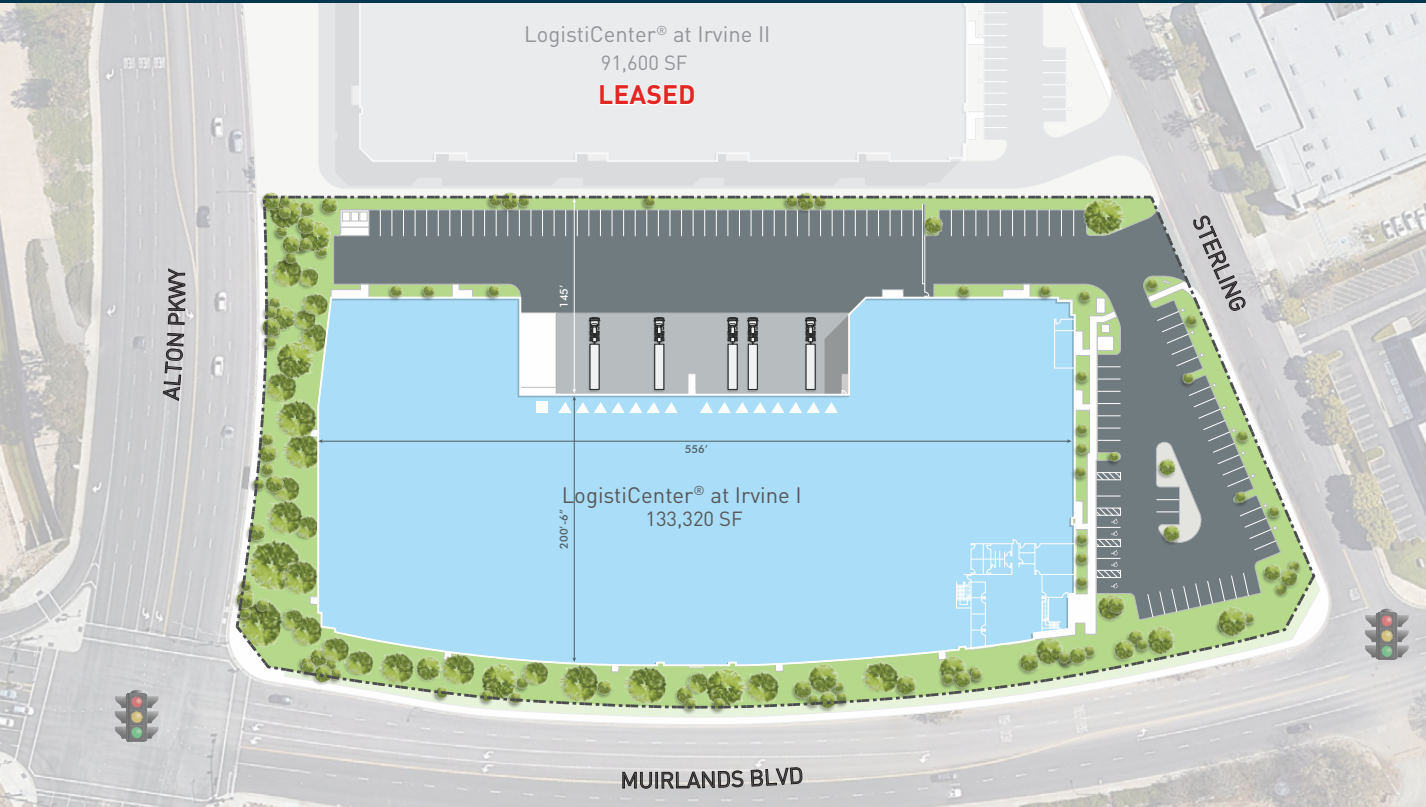 LogistiCenter® at Irvine II
91,600 SF
LEASED
ALTON PKWY
STERLING
145'
556'
LogistiCenter® at Irvine I
133,320 SF
200'-6"
MUIRLANDS BLVD